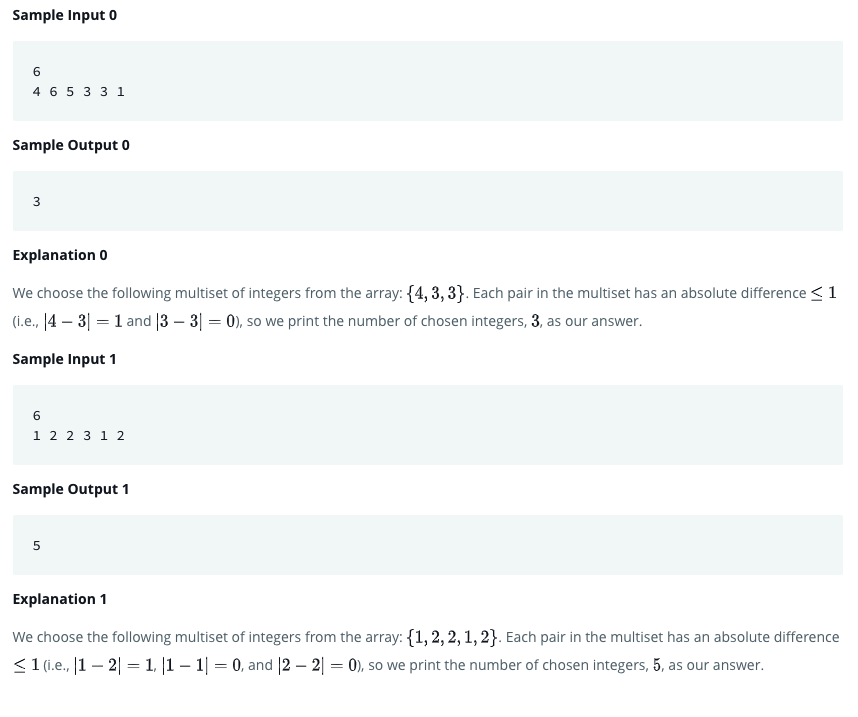 Sample Input 0
6
4 6 5 3 3 1
Sample Output 0
3
Explanation 0
We choose the following multiset of integers from the array: {4, 3, 3}. Each pair in the multiset has an absolute difference ≤ 1
(i.e., |4 − 3| = 1 and |3 − 3| = 0), so we print the number of chosen integers, 3, as our answer.
Sample Input 1
6
1 2 2 3 1 2
Sample Output 1
5
Explanation 1
We choose the following multiset of integers from the array: {1, 2, 2, 1, 2}. Each pair in the multiset has an absolute difference
≤ 1 (i.e., |1 − 2| = 1, |1 − 1| = 0, and |2 − 2| = 0), so we print the number of chosen integers, 5, as our answer.